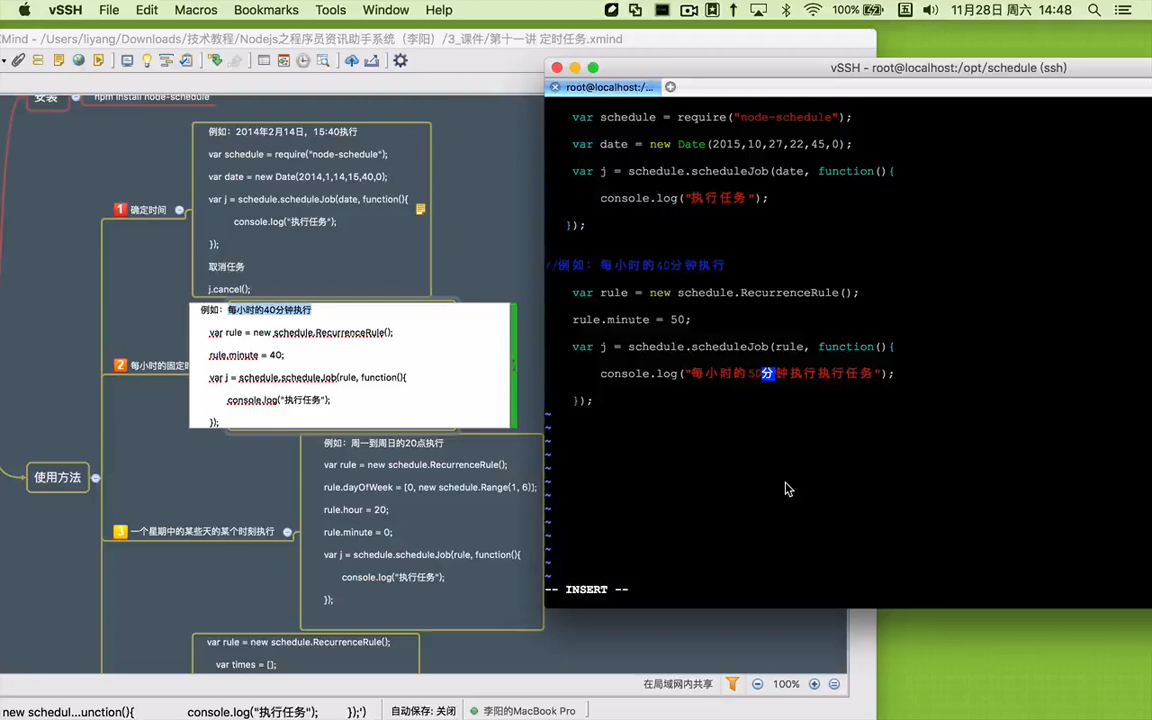 vSSH File Edit Macros Bookmarks Tools Window Help 100% 五 11月28日 周六 14:48
XMind - /Users/liyang/Downloads/技术教程/Nodejs之程序员资讯助手系统（李阳）/3_课件/第十一讲 定时任务.xmind
安装
npm install node-schedule
1 确定时间
例如：2014年2月14日，15:40执行
var schedule = require("node-schedule");
var date = new Date(2014,1,14,15,40,0);
var j = schedule.scheduleJob(date, function(){
console.log("执行任务");
});
取消任务
j.cancel();
2 每小时的固定时
例如：每小时的40分钟执行
var rule = new schedule.RecurrenceRule();
rule.minute = 40;
var j = schedule.scheduleJob(rule, function(){
console.log("执行任务");
});
使用方法
3 一个星期中的某些天的某个时刻执行
例如：周一到周日的20点执行
var rule = new schedule.RecurrenceRule();
rule.dayOfWeek = [0, new schedule.Range(1, 6)];
rule.hour = 20;
rule.minute = 0;
var j = schedule.scheduleJob(rule, function(){
console.log("执行任务");
});
var rule = new schedule.RecurrenceRule();
var times = [];
在局域网内共享 100%
new schedul...unction(){ console.log("执行任务"); });') 自动保存: 关闭 李阳的MacBook Pro
vSSH - root@localhost:/opt/schedule (ssh)
root@localhost:/...
var schedule = require("node-schedule");
var date = new Date(2015,10,27,22,45,0);
var j = schedule.scheduleJob(date, function(){
console.log("执行任务");
});
//例如：每小时的40分钟执行
var rule = new schedule.RecurrenceRule();
rule.minute = 50;
var j = schedule.scheduleJob(rule, function(){
console.log("每小时的50分钟执行执行任务");
});
~
~
~
~
~
~
~
-- INSERT --